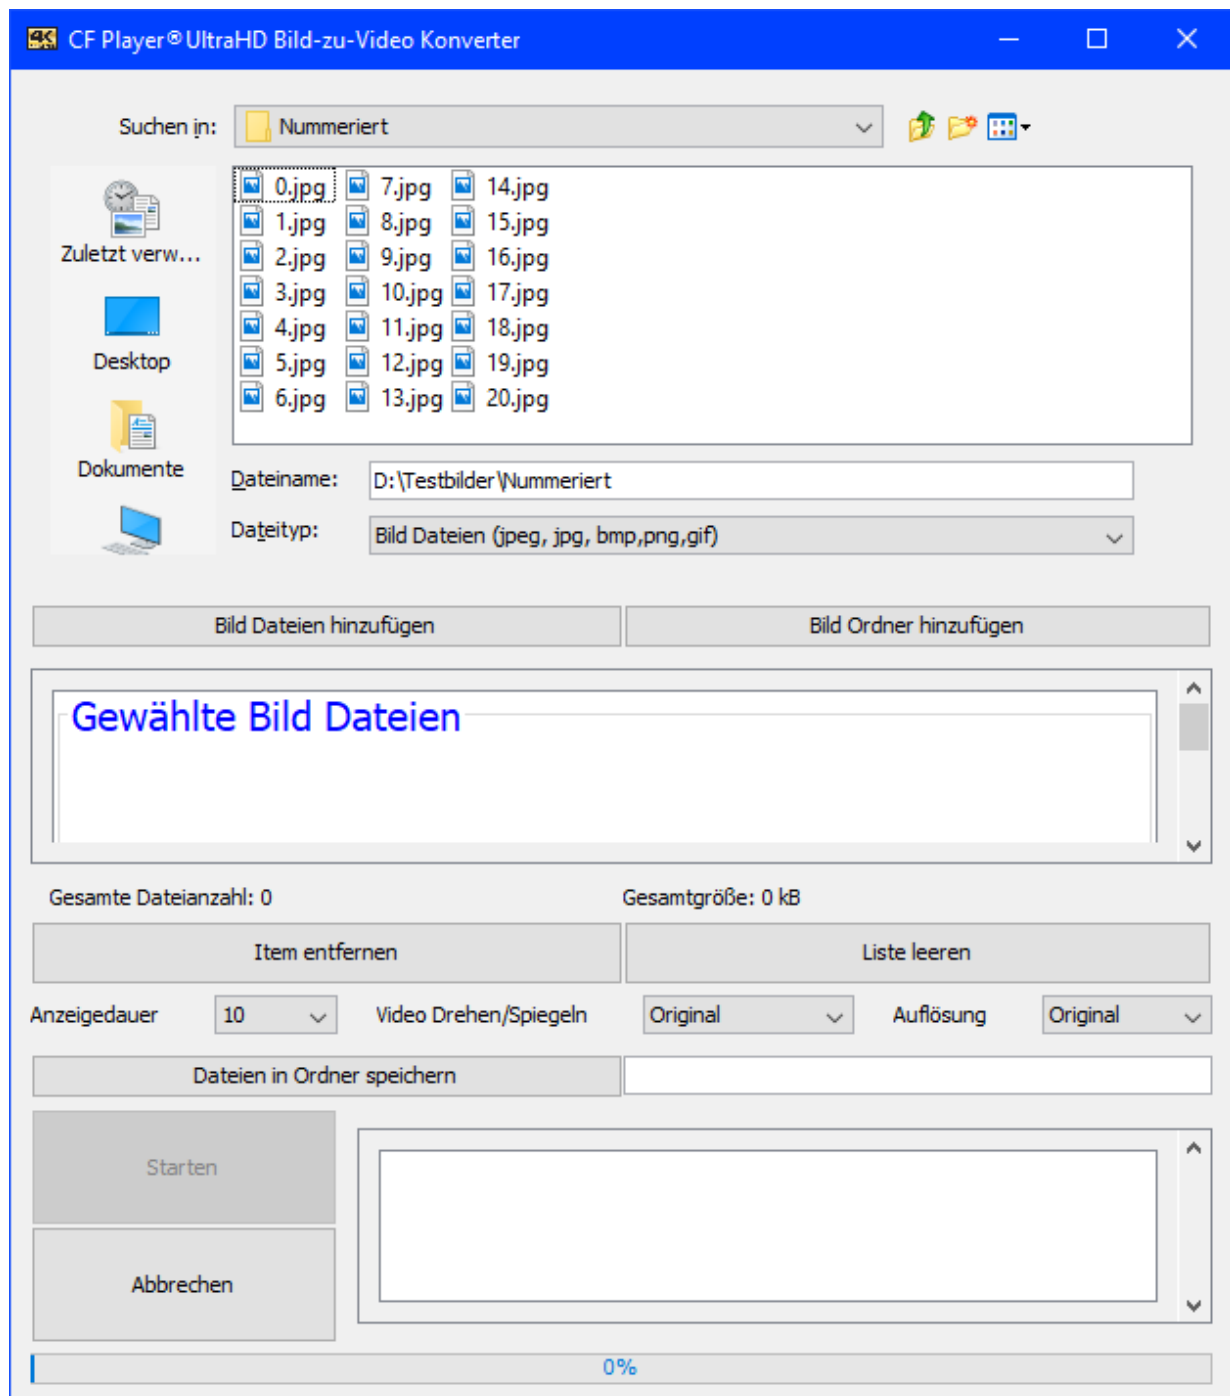 4K CF Player® UltraHD Bild-zu-Video Konverter
Suchen in: Nummeriert
Zuletzt verw...
Desktop
Dokumente
0.jpg 7.jpg 14.jpg
1.jpg 8.jpg 15.jpg
2.jpg 9.jpg 16.jpg
3.jpg 10.jpg 17.jpg
4.jpg 11.jpg 18.jpg
5.jpg 12.jpg 19.jpg
6.jpg 13.jpg 20.jpg
Dateiname: D:\Testbilder\Nummeriert
Dateityp: Bild Dateien (jpeg, jpg, bmp,png,gif)
Bild Dateien hinzufügen Bild Ordner hinzufügen
Gewählte Bild Dateien
Gesamte Dateianzahl: 0 Gesamtgröße: 0 kB
Item entfernen Liste leeren
Anzeigedauer 10 Video Drehen/Spiegeln Original Auflösung Original
Dateien in Ordner speichern
Starten
Abbrechen
0%